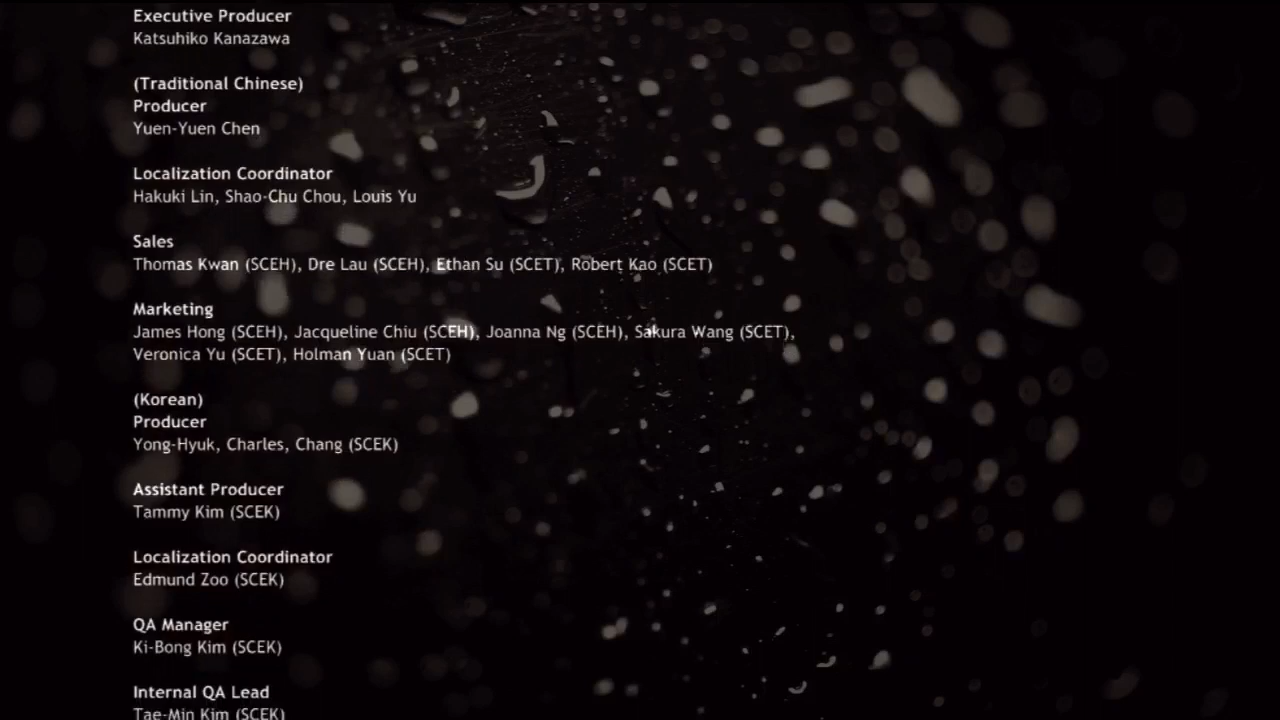 Executive Producer
Katsuhiko Kanazawa
(Traditional Chinese)
Producer
Yuen-Yuen Chen
Localization Coordinator
Hakuki Lin, Shao-Chu Chou, Louis Yu
Sales
Thomas Kwan (SCEH), Dre Lau (SCEH), Ethan Su (SCET), Robert Kao (SCET)
Marketing
James Hong (SCEH), Jacqueline Chiu (SCEH), Joanna Ng (SCEH), Sakura Wang (SCET),
Veronica Yu (SCET), Holman Yuan (SCET)
(Korean)
Producer
Yong-Hyuk, Charles, Chang (SCEK)
Assistant Producer
Tammy Kim (SCEK)
Localization Coordinator
Edmund Zoo (SCEK)
QA Manager
Ki-Bong Kim (SCEK)
Internal QA Lead
Tae-Min Kim (SCEK)